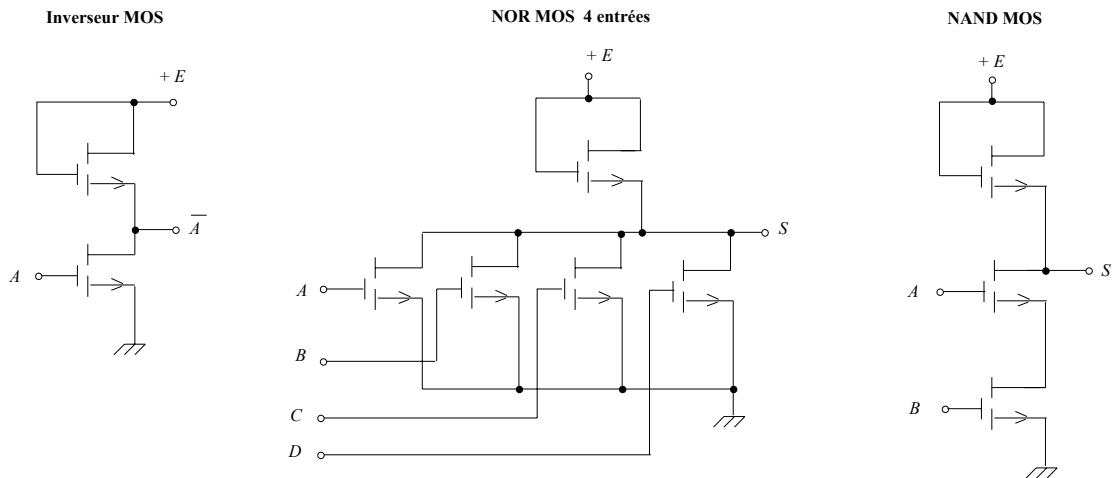 Inverseur MOS
+ E
A
A
NOR MOS 4 entrées
+ E
S
A
B
C
D
NAND MOS
+ E
S
A
B